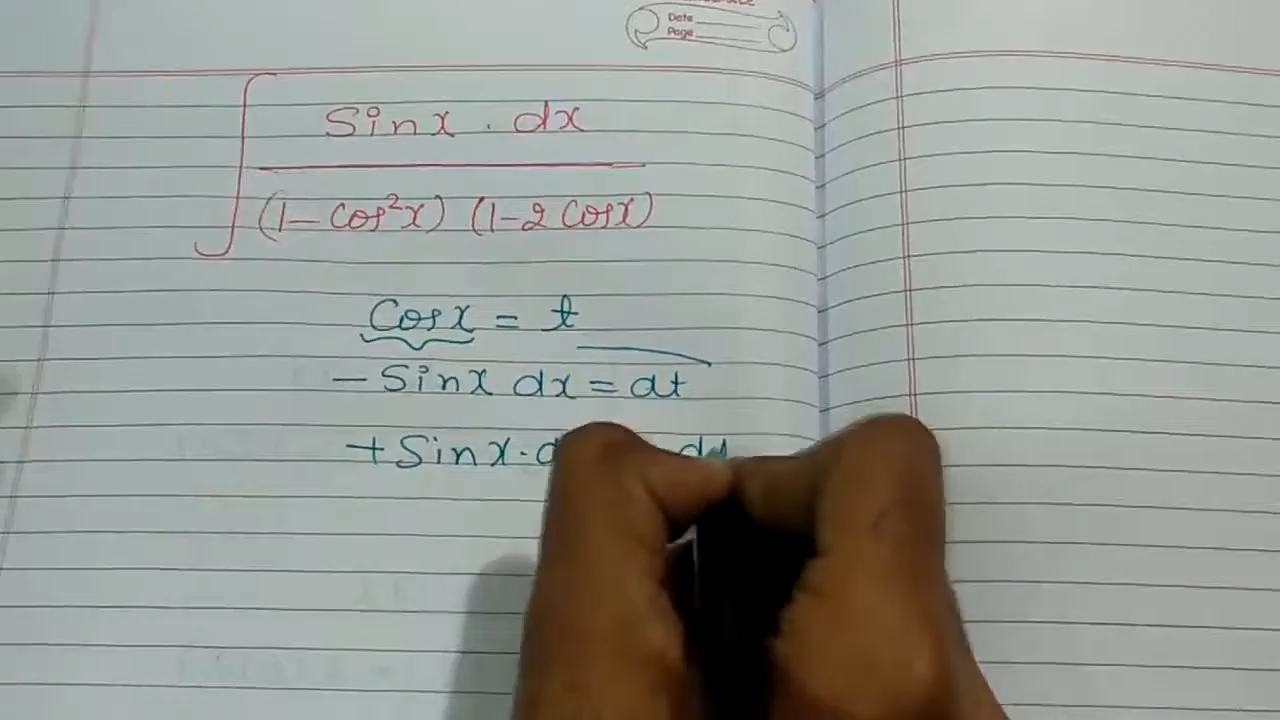 Date
Page
∫ Sinx . dx
(1-Cos²x) (1-2 Cosx)
Cosx = t
-Sinx dx = dt
+Sinx.